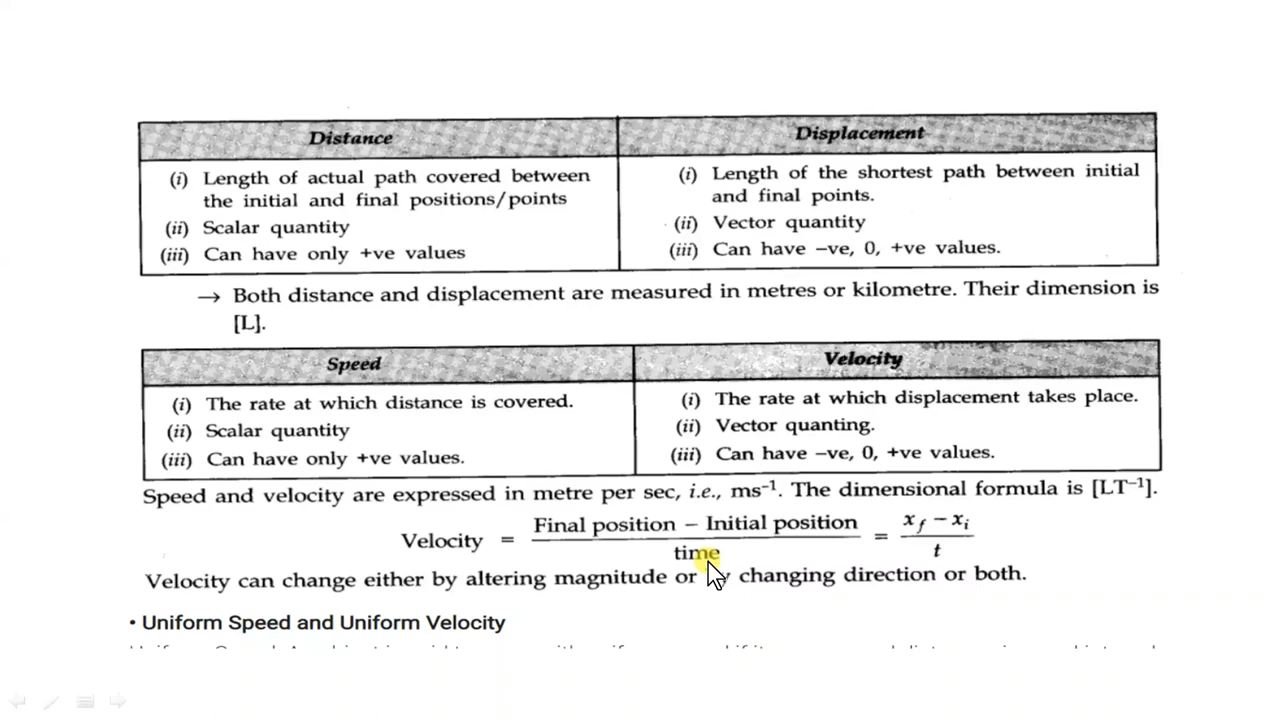 Distance
Displacement
(i) Length of actual path covered between
the initial and final positions/points
(ii) Scalar quantity
(iii) Can have only +ve values
(i) Length of the shortest path between initial
and final points.
(ii) Vector quantity
(iii) Can have –ve, 0, +ve values.
→ Both distance and displacement are measured in metres or kilometre. Their dimension is
[L].
Speed
Velocity
(i) The rate at which distance is covered.
(ii) Scalar quantity
(iii) Can have only +ve values.
(i) The rate at which displacement takes place.
(ii) Vector quanting.
(iii) Can have –ve, 0, +ve values.
Speed and velocity are expressed in metre per sec, i.e., ms⁻¹. The dimensional formula is [LT⁻¹].
Velocity = Final position – Initial position / time = x_f – x_i / t
Velocity can change either by altering magnitude or changing direction or both.
• Uniform Speed and Uniform Velocity